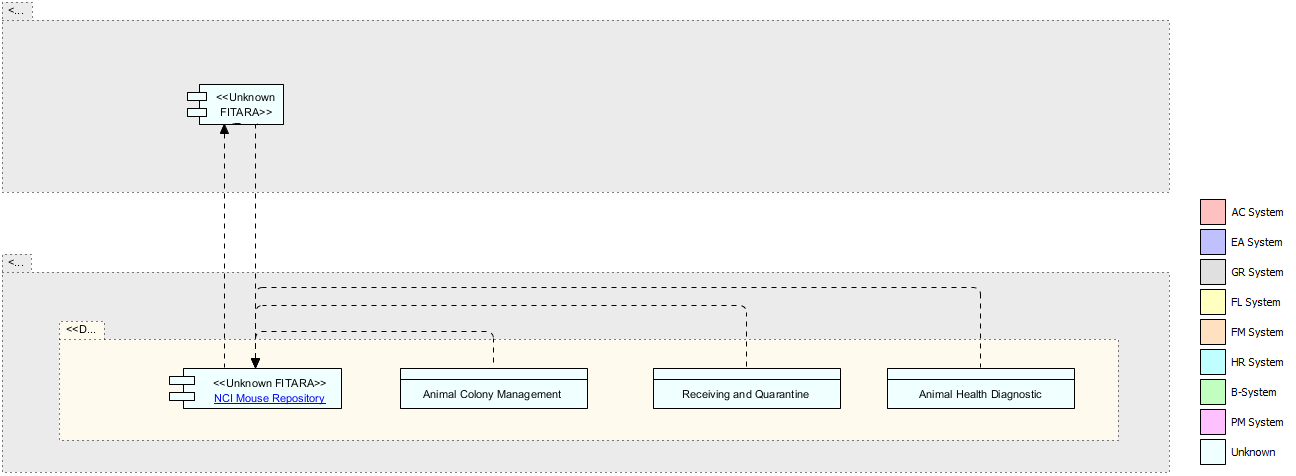 <...
<<Unknown
FITARA>>
<...
<<D...
<<Unknown FITARA>>
NCI Mouse Repository
Animal Colony Management
Receiving and Quarantine
Animal Health Diagnostic
AC System
EA System
GR System
FL System
FM System
HR System
B-System
PM System
Unknown